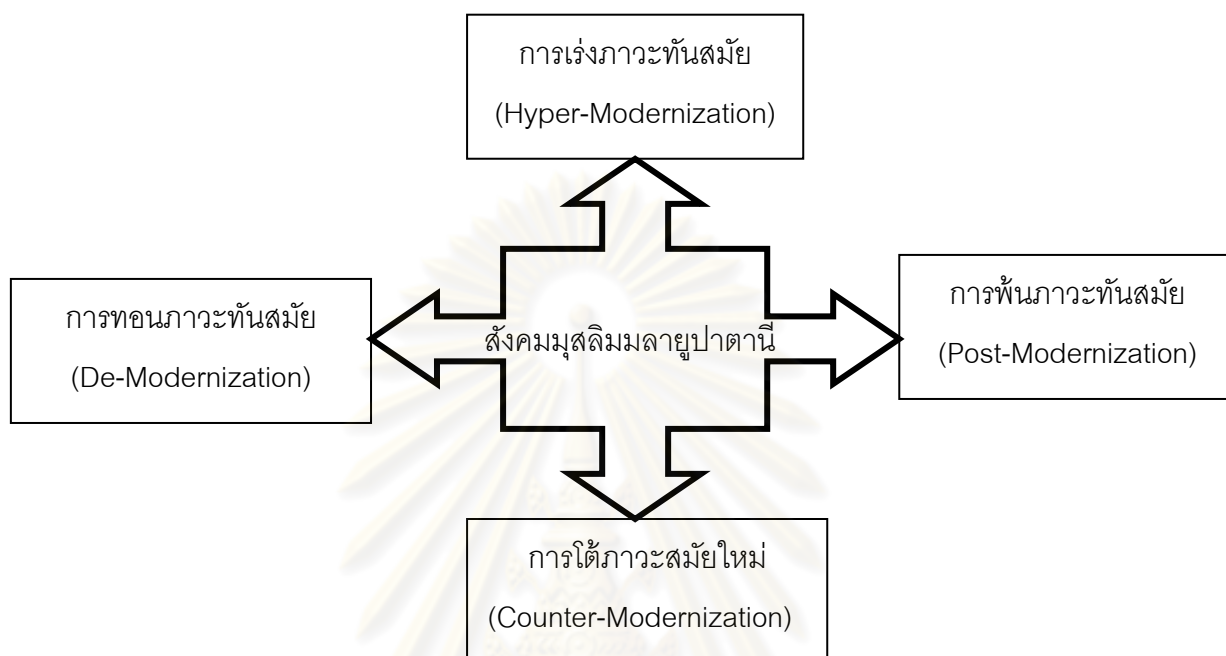 การเร่งภาวะทันสมัย
(Hyper-Modernization)
การทอนภาวะทันสมัย
(De-Modernization)
สังคมมุสลิมมลายูปาตานี
การพ้นภาวะทันสมัย
(Post-Modernization)
การโต้ภาวะสมัยใหม่
(Counter-Modernization)